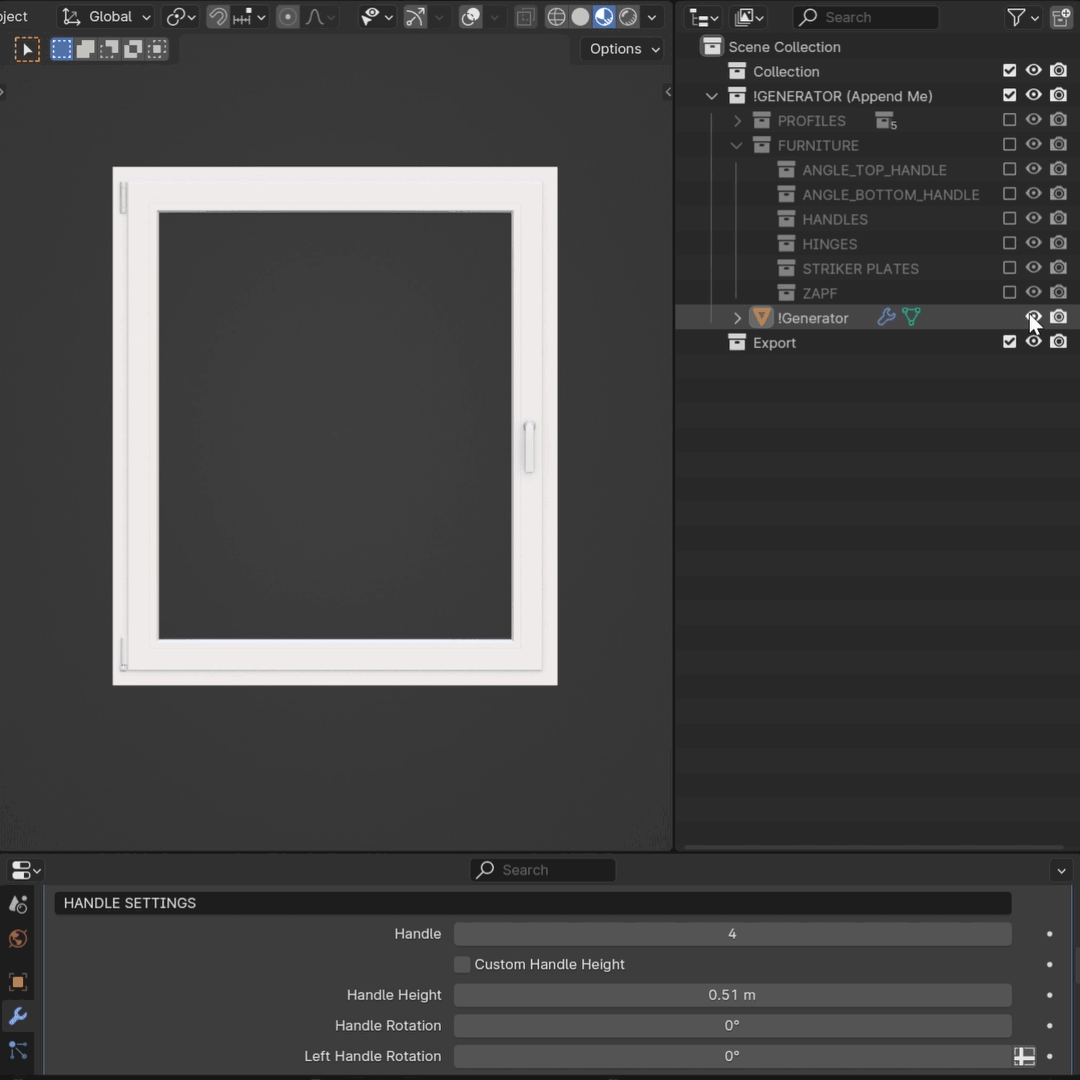 ject
Global
Search
Options
Scene Collection
Collection
!GENERATOR (Append Me)
PROFILES
5
FURNITURE
ANGLE_TOP_HANDLE
ANGLE_BOTTOM_HANDLE
HANDLES
HINGES
STRIKER PLATES
ZAPF
!Generator
Export
Search
HANDLE SETTINGS
Handle 4
Custom Handle Height
Handle Height 0.51 m
Handle Rotation 0°
Left Handle Rotation 0°